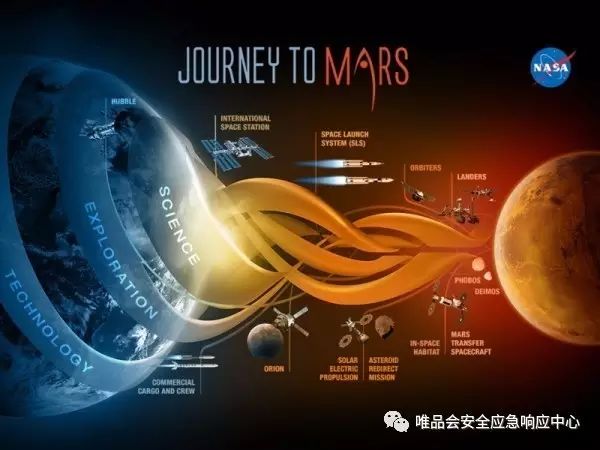 JOURNEY TO MARS
NASA
HUBBLE
INTERNATIONAL
SPACE STATION
SPACE LAUNCH
SYSTEM (SLS)
ORBITERS
LANDERS
SCIENCE
EXPLORATION
TECHNOLOGY
PHOBOS
DEIMOS
COMMERCIAL
CARGO AND CREW
ORION
SOLAR
ELECTRIC
PROPULSION
ASTEROID
REDIRECT
MISSION
IN-SPACE
HABITAT
MARS
TRANSFER
SPACECRAFT
唯品会安全应急响应中心